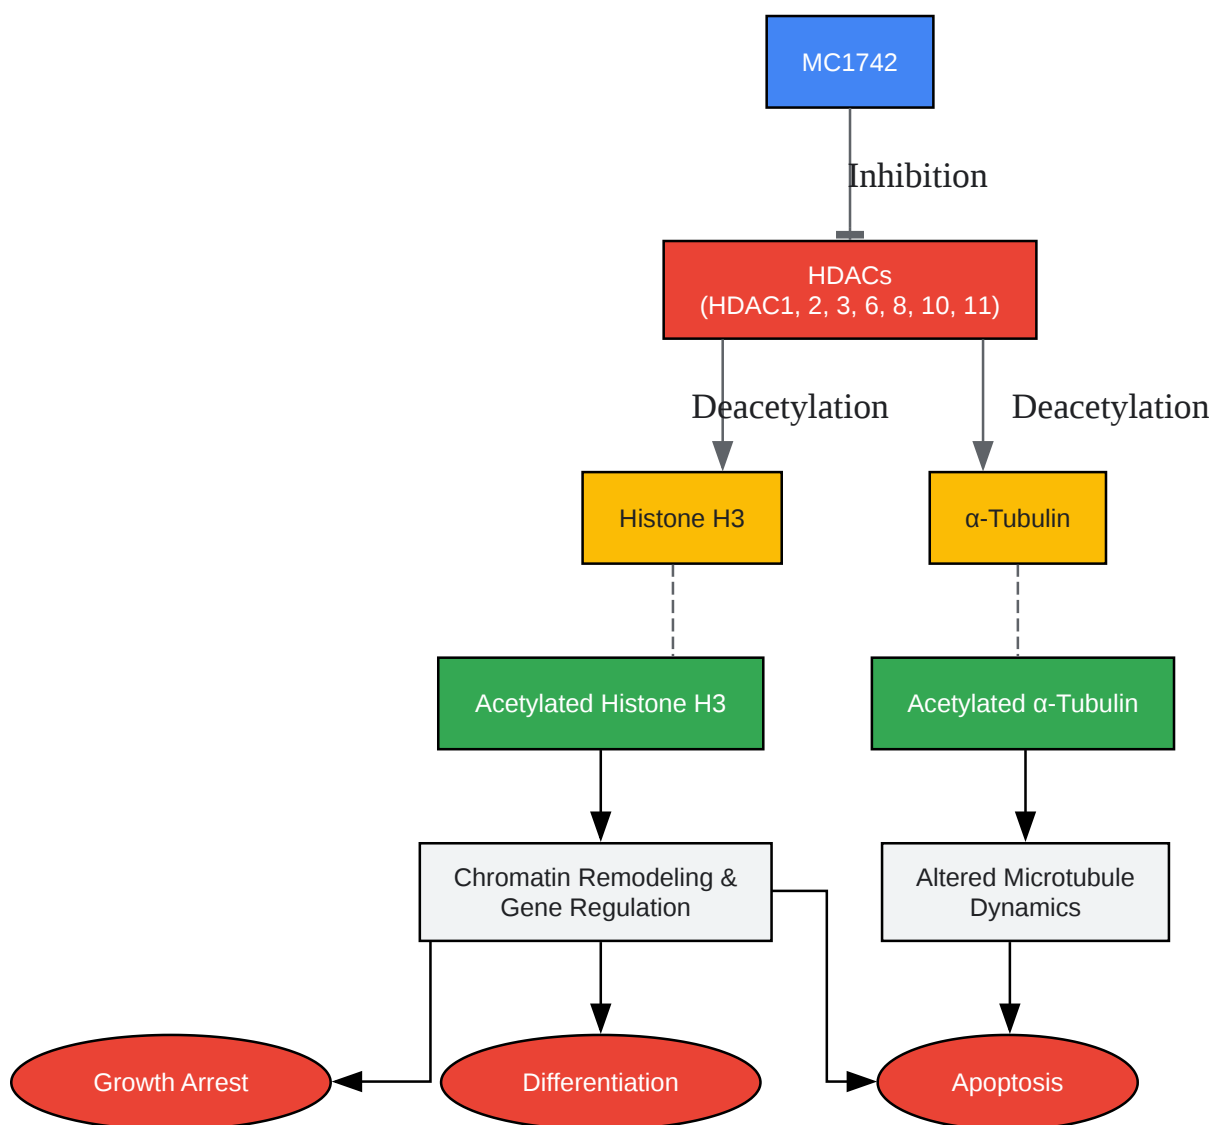 MC1742
Inhibition
HDACs
(HDAC1, 2, 3, 6, 8, 10, 11)
Deacetylation
Deacetylation
Histone H3
α-Tubulin
Acetylated Histone H3
Acetylated α-Tubulin
Chromatin Remodeling &
Gene Regulation
Altered Microtubule
Dynamics
Growth Arrest
Differentiation
Apoptosis